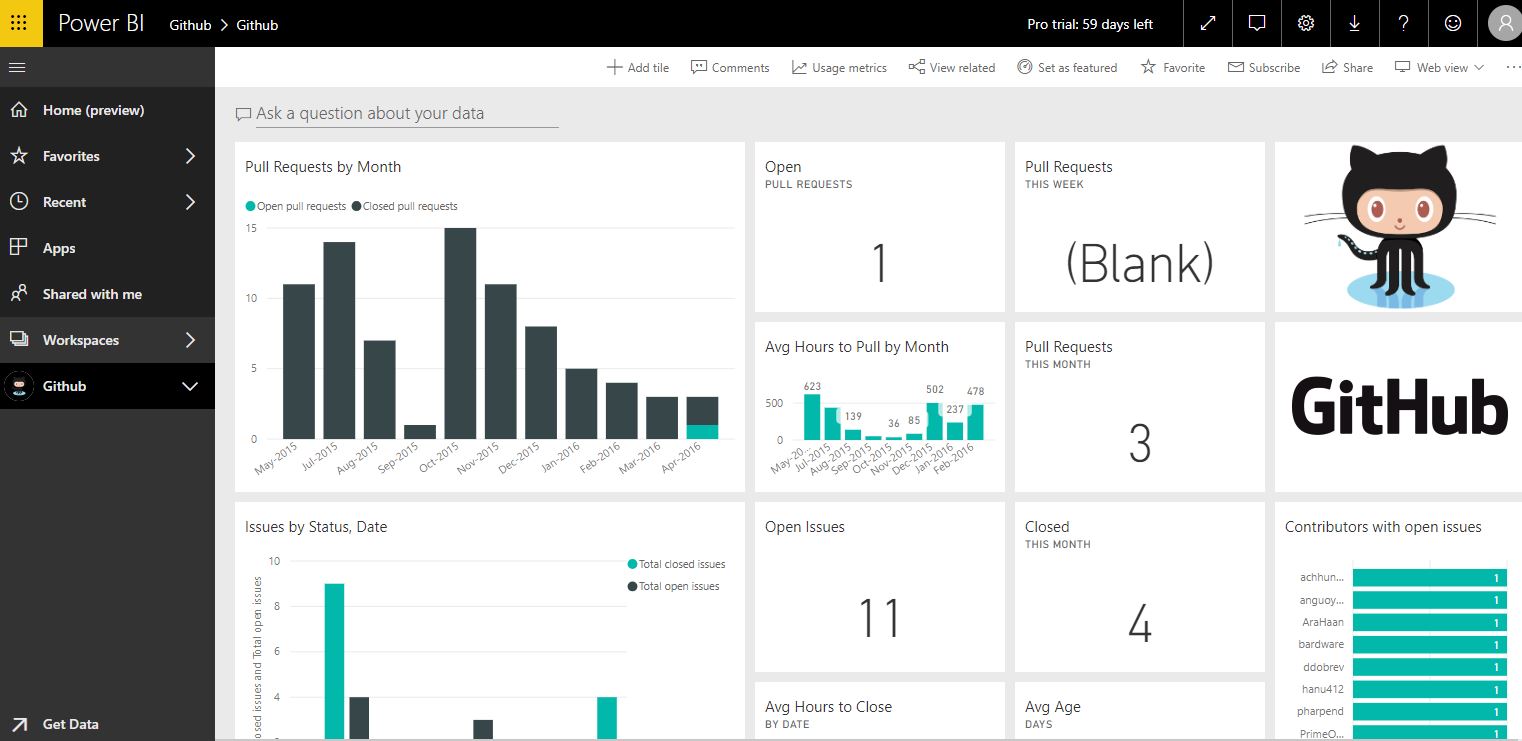 Power BI Github Github Pro trial: 59 days left ?
Add tile Comments Usage metrics View related Set as featured Favorite Subscribe Share Web view ...
Home (preview)
Favorites
Recent
Apps
Shared with me
Workspaces
Github
Get Data
Ask a question about your data
Pull Requests by Month
Open pull requests Closed pull requests
15
10
5
0
May-2015 Jul-2015 Aug-2015 Sep-2015 Oct-2015 Nov-2015 Dec-2015 Jan-2016 Feb-2016 Mar-2016 Apr-2016
Open
PULL REQUESTS
1
Pull Requests
THIS WEEK
(Blank)
Avg Hours to Pull by Month
623 139 36 85 502 237 478
500
0
May-20... Jul-2015 Aug-2015 Sep-2015 Oct-2015 Nov-2015 Dec-2015 Jan-2016 Feb-2016
Pull Requests
THIS MONTH
3
GitHub
Issues by Status, Date
Total closed issues
Total open issues
10
8
6
4
osed issues and Total open issues
Open Issues
11
Closed
THIS MONTH
4
Contributors with open issues
achhun... 1
anguoy... 1
AraHaan 1
bardware 1
ddobrev 1
hanu412 1
pharpend 1
PrimeO... 1
Avg Hours to Close
BY DATE
Avg Age
DAYS